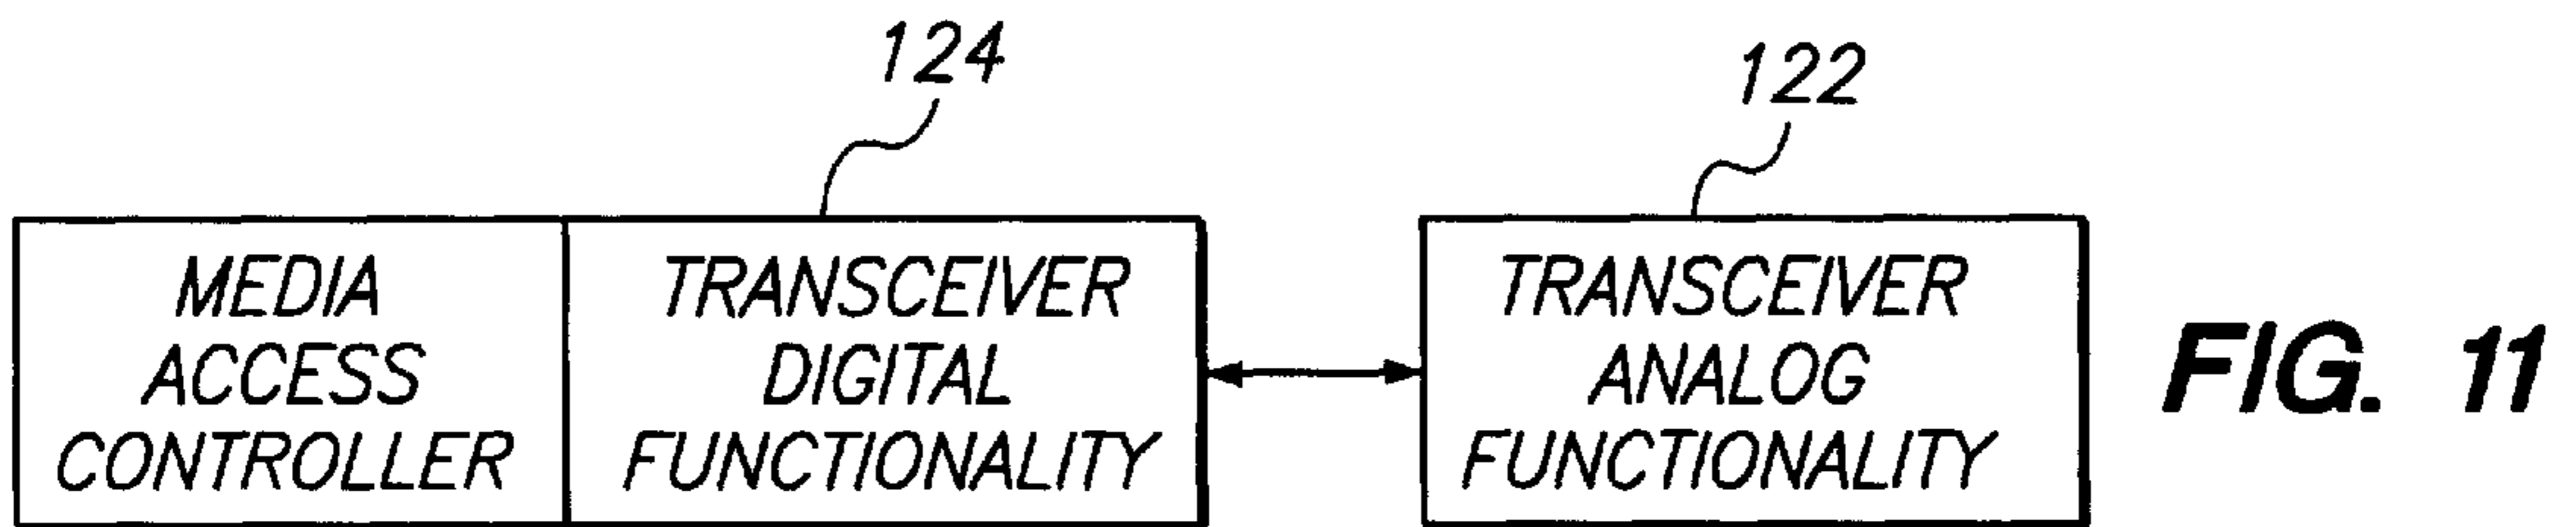 124
122
MEDIA
ACCESS
CONTROLLER
TRANSCEIVER
DIGITAL
FUNCTIONALITY
TRANSCEIVER
ANALOG
FUNCTIONALITY
FIG. 11